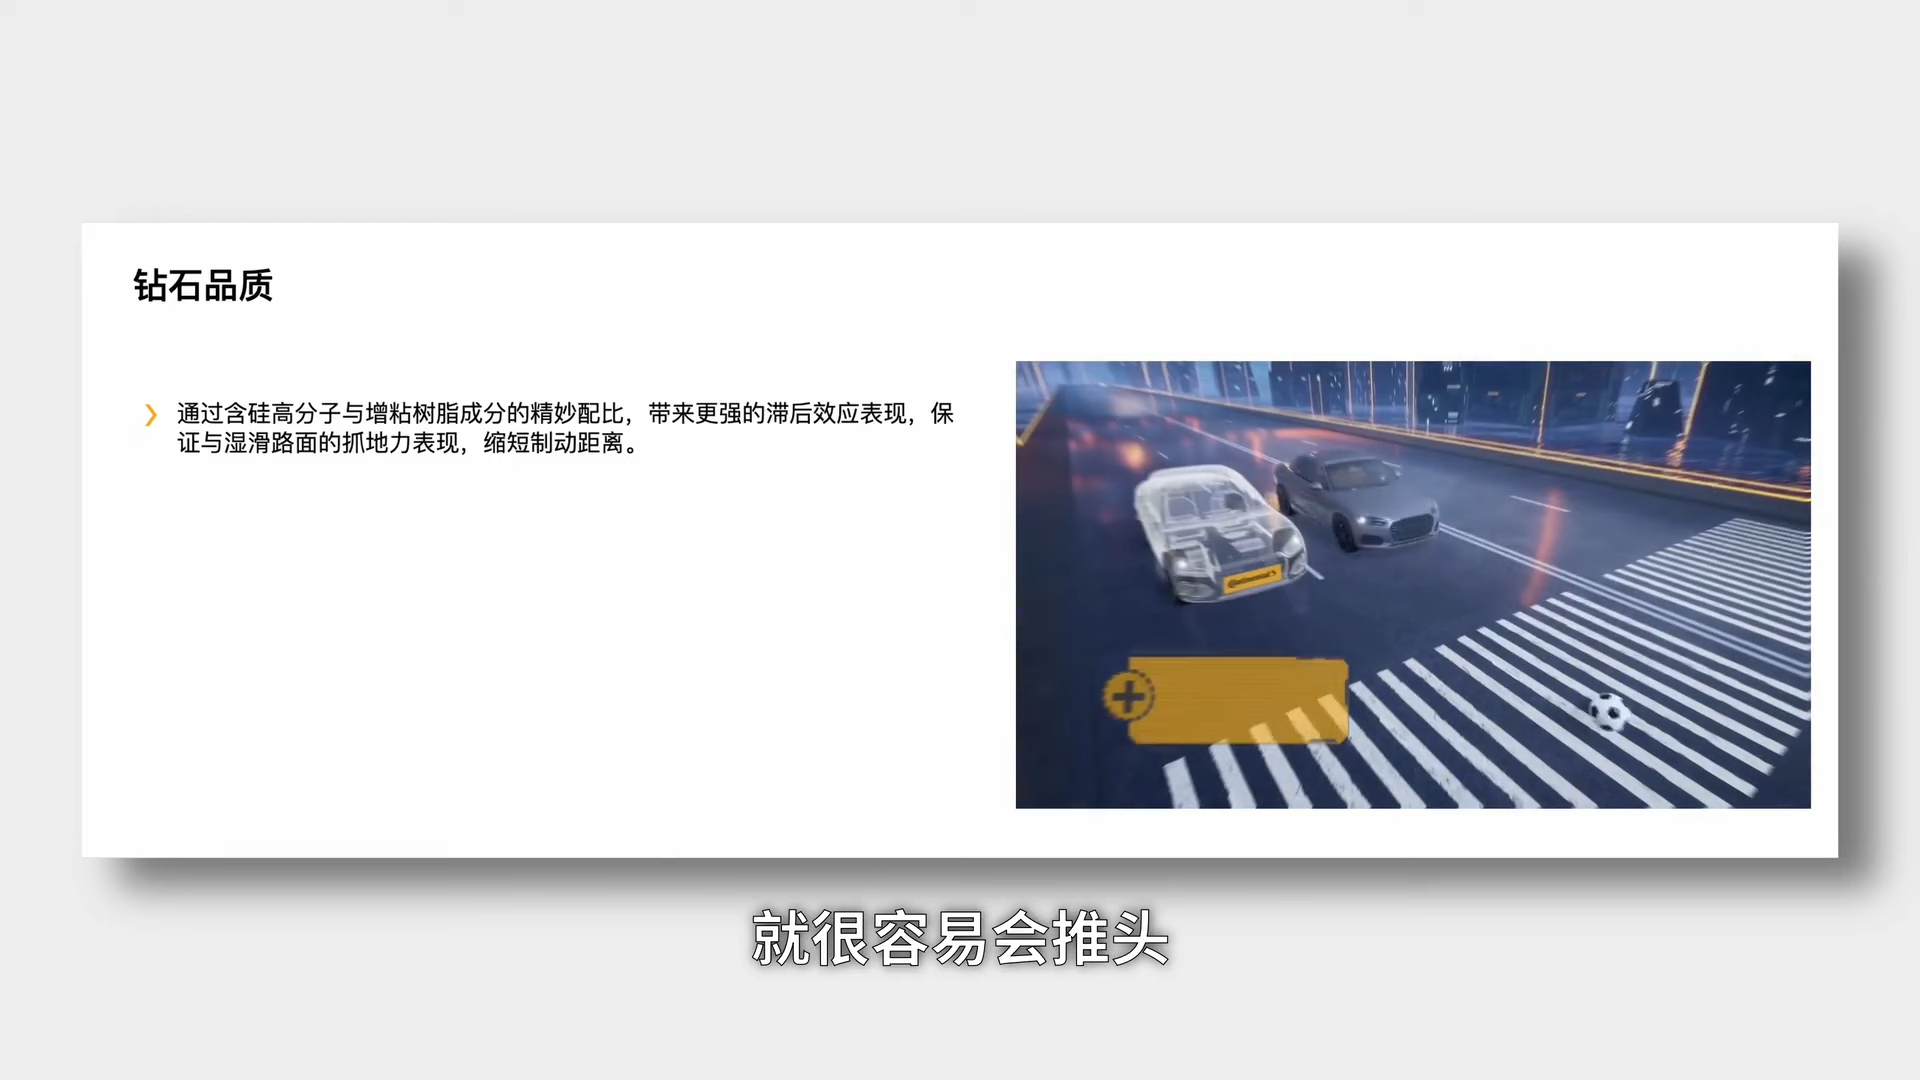 钻石品质
通过含硅高分子与增粘树脂成分的精妙配比，带来更强的滞后效应表现，保
证与湿滑路面的抓地力表现，缩短制动距离。
Continental
就很容易会推头